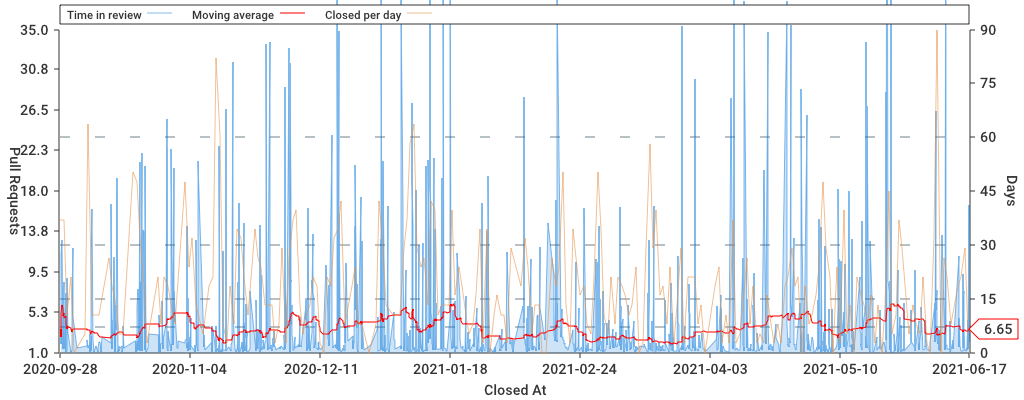 Time in review Moving average Closed per day
35.0 90
30.8 75
26.5 60
22.3 45
18.0 30
13.8 15
9.5 0
5.3
1.0
Pull Requests
Days
6.65
2020-09-28 2020-11-04 2020-12-11 2021-01-18 2021-02-24 2021-04-03 2021-05-10 2021-06-17
Closed At